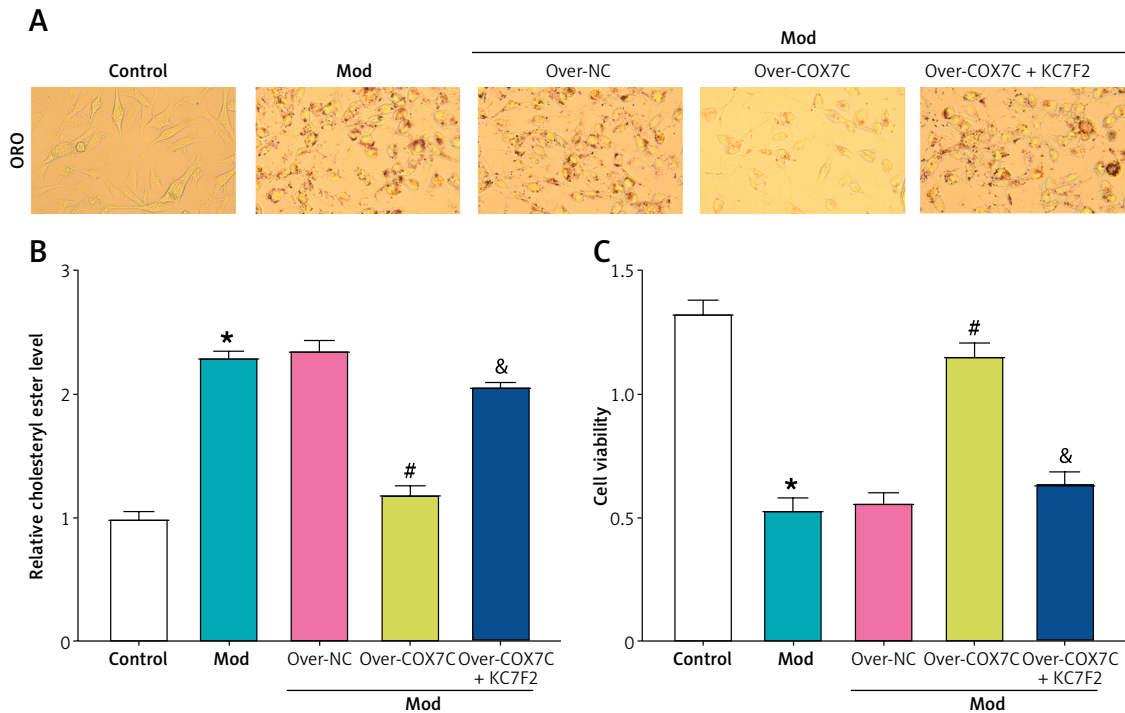 A
Mod
Control
Mod
Over-NC
Over-COX7C
Over-COX7C + KC7F2
ORO
B
3
2
1
0
Relative cholesteryl ester level
*
#
&
Control
Mod
Over-NC
Over-COX7C
Over-COX7C
+ KC7F2
Mod
C
1.5
1.0
0.5
0
Cell viability
*
#
&
Control
Mod
Over-NC
Over-COX7C
Over-COX7C
+ KC7F2
Mod